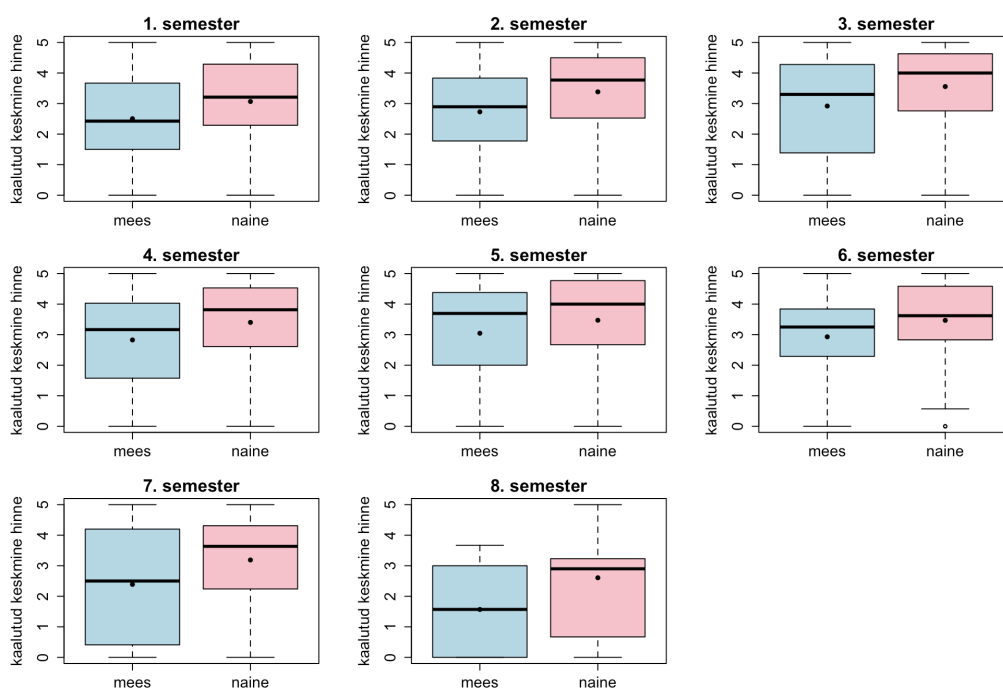 1. semester
kaalutud keskmine hinne
5
4
3
2
1
0
mees naine
2. semester
kaalutud keskmine hinne
5
4
3
2
1
0
mees naine
3. semester
kaalutud keskmine hinne
5
4
3
2
1
0
mees naine
4. semester
kaalutud keskmine hinne
5
4
3
2
1
0
mees naine
5. semester
kaalutud keskmine hinne
5
4
3
2
1
0
mees naine
6. semester
kaalutud keskmine hinne
5
4
3
2
1
0
mees naine
7. semester
kaalutud keskmine hinne
5
4
3
2
1
0
mees naine
8. semester
kaalutud keskmine hinne
5
4
3
2
1
0
mees naine